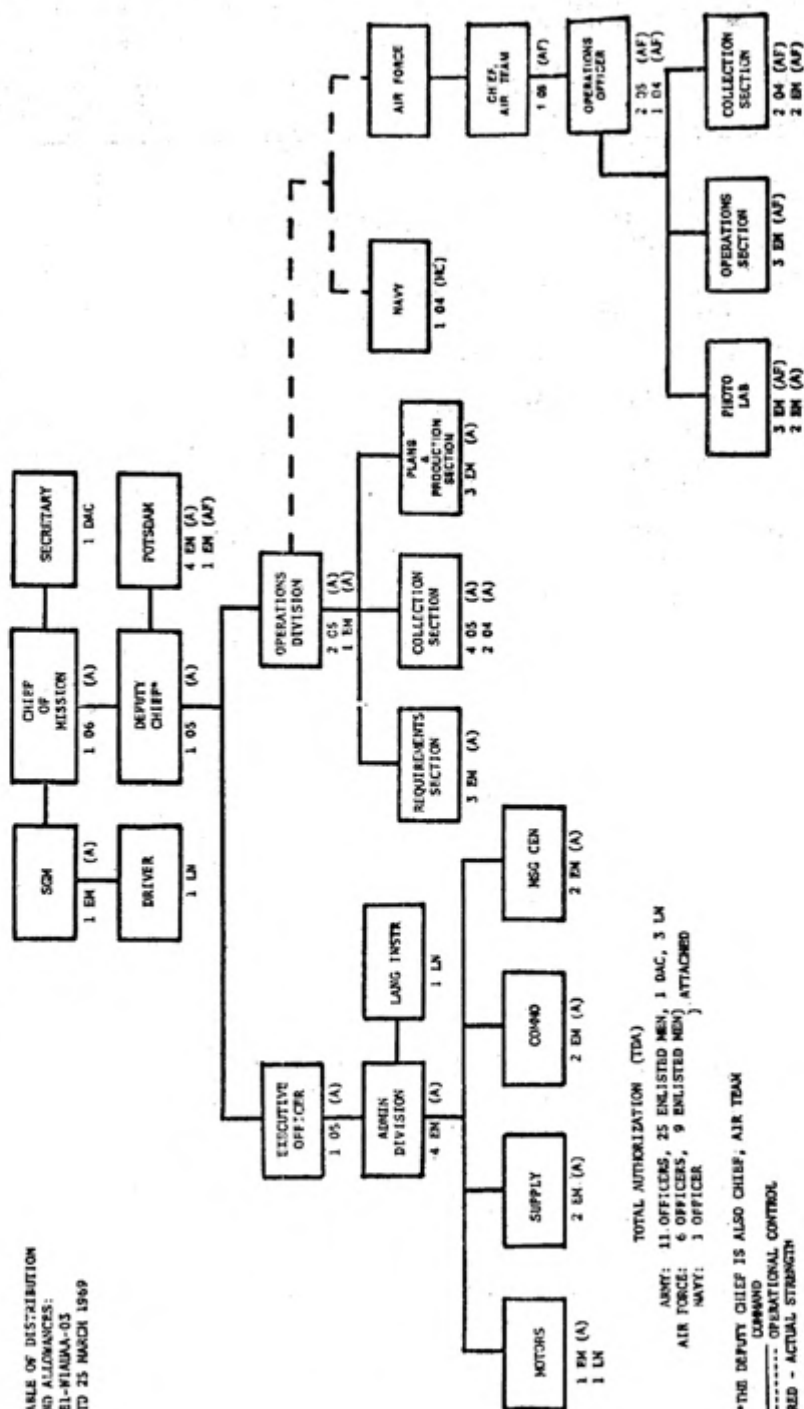 TABLE OF DISTRIBUTION
AND ALLOWANCES:
E1-W1AUAA-03
DTD 25 MARCH 1969
SGM
1 EM (A)
DRIVER
1 LN
CHIEF
OF
MISSION
1 06 (A)
SECRETARY
1 DAC
DEPUTY
CHIEF*
1 05 (A)
POTSDAM
4 EM (A)
1 EM (AF)
EXECUTIVE
OFFICER
1 05 (A)
ADMIN
DIVISION
4 EM (A)
LANG INSTR
1 LN
MOTORS
1 EM (A)
1 LN
SUPPLY
2 EM (A)
COMMO
2 EM (A)
MSG CEN
2 EM (A)
OPERATIONS
DIVISION
2 05 (A)
1 EM (A)
REQUIREMENTS
SECTION
3 EM (A)
COLLECTION
SECTION
4 05 (A)
2 04 (A)
PLANS
&
PRODUCTION
SECTION
3 EM (A)
NAVY
1 04 (MC)
AIR FORCE
CHIEF,
AIR TEAM
1 06 (AF)
OPERATIONS
OFFICER
2 05 (AF)
1 04 (AF)
PHOTO
LAB
3 EM (AF)
2 EM (A)
OPERATIONS
SECTION
3 EM (AF)
COLLECTION
SECTION
2 04 (AF)
2 EM (AF)
TOTAL AUTHORIZATION (TDA)
ARMY: 11 OFFICERS, 25 ENLISTED MEN, 1 DAC, 3 LN
AIR FORCE: 6 OFFICERS, 9 ENLISTED MEN) ATTACHED
NAVY: 1 OFFICER )
*THE DEPUTY CHIEF IS ALSO CHIEF, AIR TEAM
COMMAND
-------- OPERATIONAL CONTROL
RED - ACTUAL STRENGTH